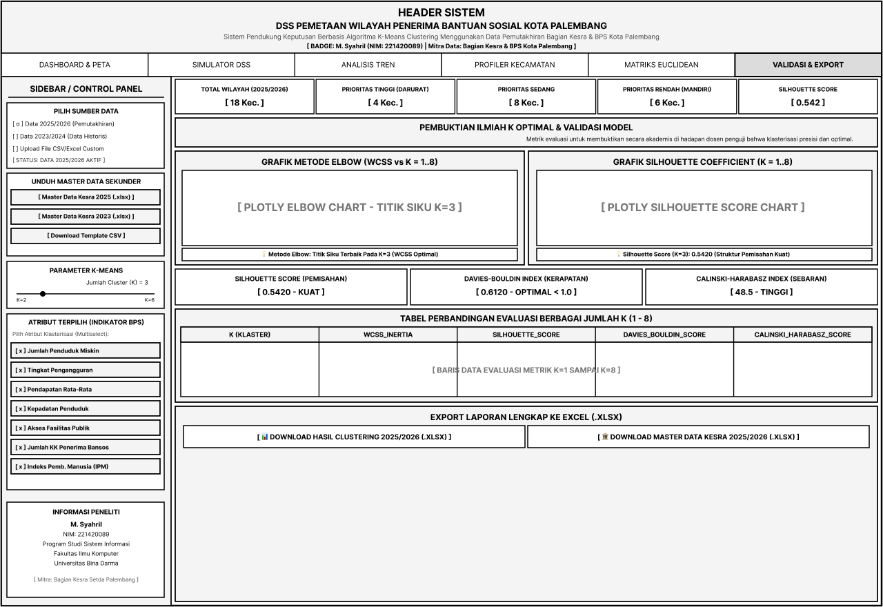 HEADER SISTEM
DSS PEMETAAN WILAYAH PENERIMA BANTUAN SOSIAL KOTA PALEMBANG
Sistem Pendukung Keputusan Berbasis Algoritma K-Means Clustering Menggunakan Data Pemutakhiran Bagian Kesra & BPS Kota Palembang
[ BADGE: M. Syahril (NIM: 221420089) | Mitra Data: Bagian Kesra & BPS Kota Palembang ]
DASHBOARD & PETA
SIMULATOR DSS
ANALISIS TREN
PROFILER KECAMATAN
MATRIKS EUCLIDEAN
VALIDASI & EXPORT
SIDEBAR / CONTROL PANEL
PILIH SUMBER DATA
[ o ] Data 2025/2026 (Pemutakhiran)
[ ] Data 2023/2024 (Data Historis)
[ ] Upload File CSV/Excel Custom
[ STATUS: DATA 2025/2026 AKTIF ]
UNDUH MASTER DATA SEKUNDER
[ Master Data Kesra 2025 (.xlsx) ]
[ Master Data Kesra 2023 (.xlsx) ]
[ Download Template CSV ]
PARAMETER K-MEANS
Jumlah Cluster (K) = 3
K=2
K=6
ATRIBUT TERPILIH (INDIKATOR BPS)
Pilih Atribut Klasterisasi (Multiselect):
[ x ] Jumlah Penduduk Miskin
[ x ] Tingkat Pengangguran
[ x ] Pendapatan Rata-Rata
[ x ] Kepadatan Penduduk
[ x ] Akses Fasilitas Publik
[ x ] Jumlah KK Penerima Bansos
[ x ] Indeks Pemb. Manusia (IPM)
INFORMASI PENELITI
M. Syahril
NIM: 221420089
Program Studi Sistem Informasi
Fakultas Ilmu Komputer
Universitas Bina Darma
[ Mitra: Bagian Kesra Setda Palembang ]
TOTAL WILAYAH (2025/2026)
[ 18 Kec. ]
PRIORITAS TINGGI (DARURAT)
[ 4 Kec. ]
PRIORITAS SEDANG
[ 8 Kec. ]
PRIORITAS RENDAH (MANDIRI)
[ 6 Kec. ]
SILHOUETTE SCORE
[ 0.542 ]
PEMBUKTIAN ILMIAH K OPTIMAL & VALIDASI MODEL
Metrik evaluasi untuk membuktikan secara akademis di hadapan dosen penguji bahwa klasterisasi presisi dan optimal.
GRAFIK METODE ELBOW (WCSS vs K = 1..8)
[ PLOTLY ELBOW CHART - TITIK SIKU K=3 ]
Metode Elbow: Titik Siku Terbaik Pada K=3 (WCSS Optimal)
GRAFIK SILHOUETTE COEFFICIENT (K = 1..8)
[ PLOTLY SILHOUETTE SCORE CHART ]
Silhouette Score (K=3): 0.5420 (Struktur Pemisahan Kuat)
SILHOUETTE SCORE (PEMISAHAN)
[ 0.5420 - KUAT ]
DAVIES-BOULDIN INDEX (KERAPATAN)
[ 0.6120 - OPTIMAL < 1.0 ]
CALINSKI-HARABASZ INDEX (SEBARAN)
[ 48.5 - TINGGI ]
TABEL PERBANDINGAN EVALUASI BERBAGAI JUMLAH K (1 - 8)
K (KLASTER)
WCSS_INERTIA
SILHOUETTE_SCORE
DAVIES_BOULDIN_SCORE
CALINSKI_HARABASZ_SCORE
[ BARIS DATA EVALUASI METRIK K=1 SAMPAI K=8 ]
EXPORT LAPORAN LENGKAP KE EXCEL (.XLSX)
[ 📊 DOWNLOAD HASIL CLUSTERING 2025/2026 (.XLSX) ]
[ 🏛 DOWNLOAD MASTER DATA KESRA 2025/2026 (.XLSX) ]